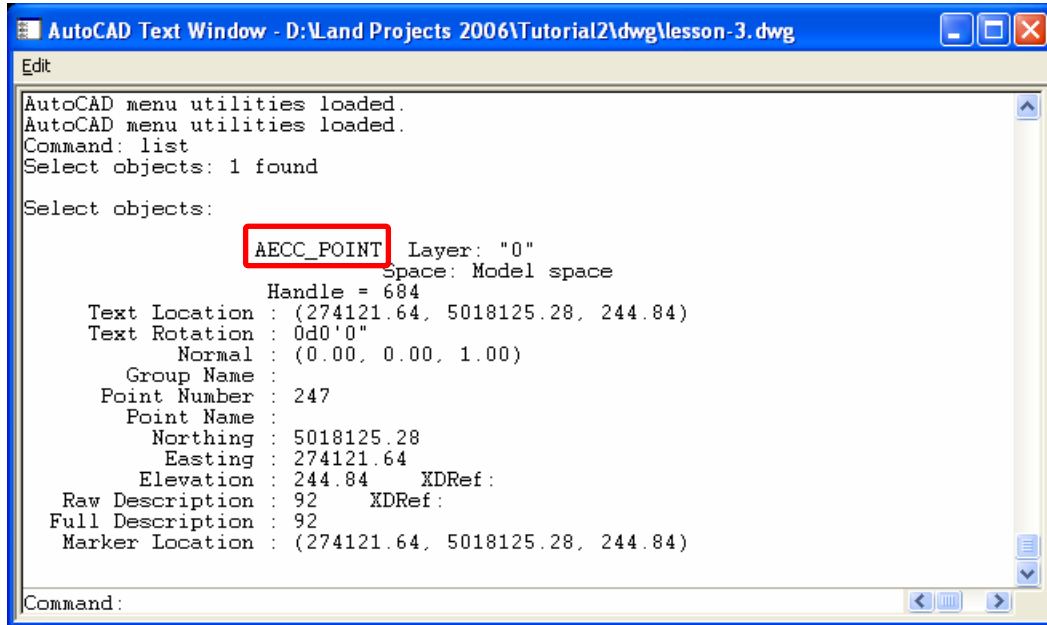 AutoCAD Text Window - D:\Land Projects 2006\Tutorial2\dwg\lesson-3.dwg
Edit
AutoCAD menu utilities loaded.
AutoCAD menu utilities loaded.
Command: list
Select objects: 1 found
Select objects:
AECC_POINT Layer: "0"
Space: Model space
Handle = 684
Text Location : (274121.64, 5018125.28, 244.84)
Text Rotation : 0d0'0"
Normal : (0.00, 0.00, 1.00)
Group Name :
Point Number : 247
Point Name :
Northing : 5018125.28
Easting : 274121.64
Elevation : 244.84 XDRef:
Raw Description : 92 XDRef:
Full Description : 92
Marker Location : (274121.64, 5018125.28, 244.84)
Command: